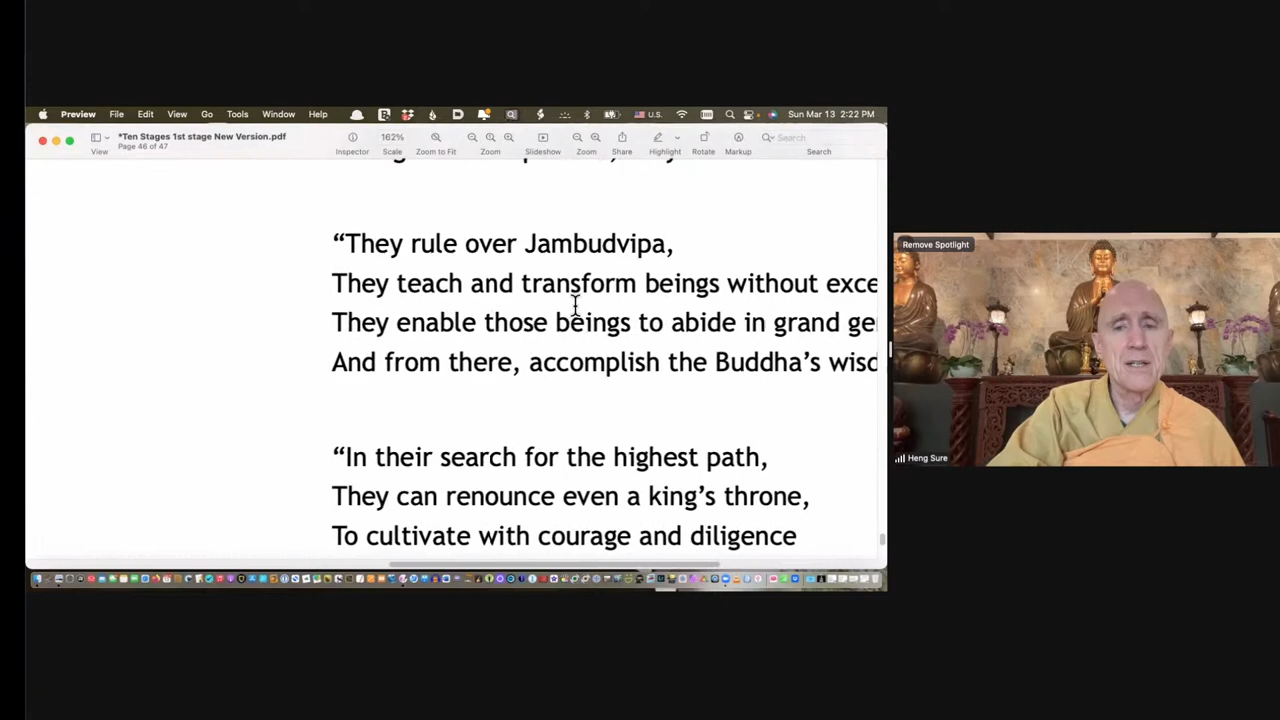 Preview File Edit View Go Tools Window Help U.S. Sun Mar 13 2:22 PM
*Ten Stages 1st stage New Version.pdf
Page 46 of 47
162% Search
View Inspector Scale Zoom to Fit Zoom Slideshow Zoom Share Highlight Rotate Markup Search
“They rule over Jambudvipa,
They teach and transform beings without exce
They enable those beings to abide in grand
And from there, accomplish the Buddha’s
“In their search for the highest path,
They can renounce even a king’s throne,
To cultivate with courage and diligence
Remove Spotlight
Heng Sure